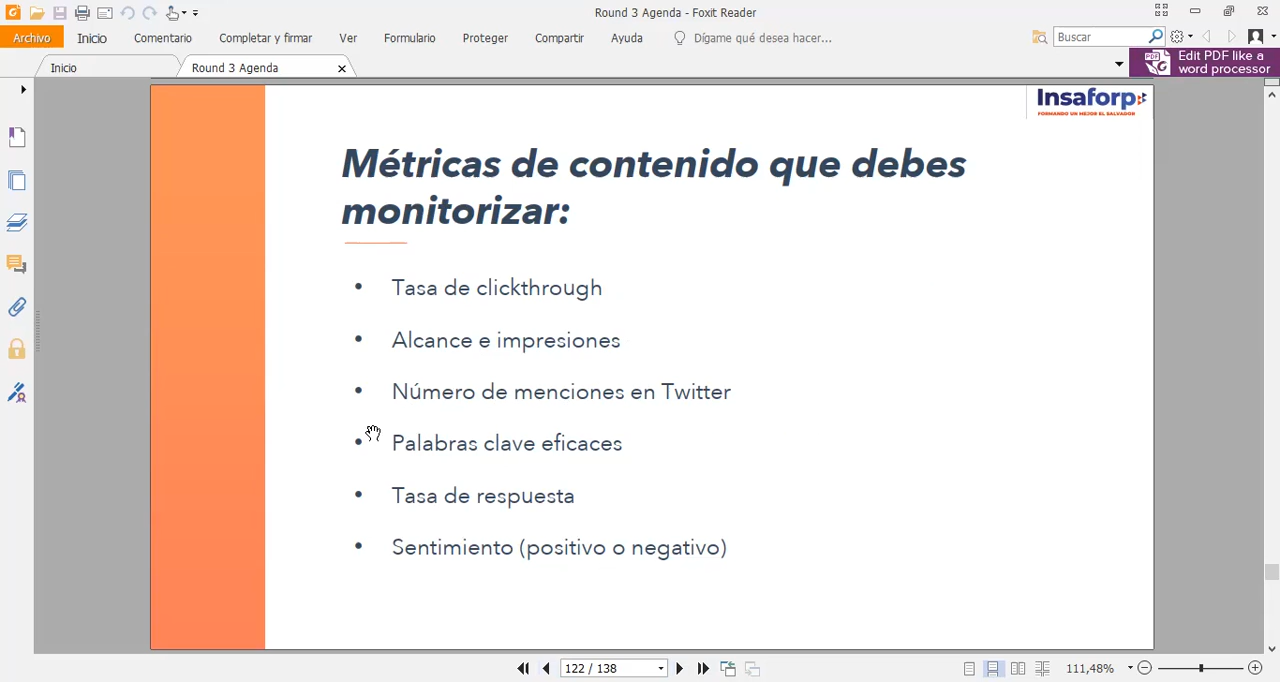 Round 3 Agenda - Foxit Reader
Archivo Inicio Comentario Completar y firmar Ver Formulario Proteger Compartir Ayuda Dígame qué desea hacer... Buscar
Inicio Round 3 Agenda
Edit PDF like a
word processor
Insaforp
FORMANDO UN MEJOR EL SALVADOR
Métricas de contenido que debes
monitorizar:
• Tasa de clickthrough
• Alcance e impresiones
• Número de menciones en Twitter
• Palabras clave eficaces
• Tasa de respuesta
• Sentimiento (positivo o negativo)
122 / 138 111,48%